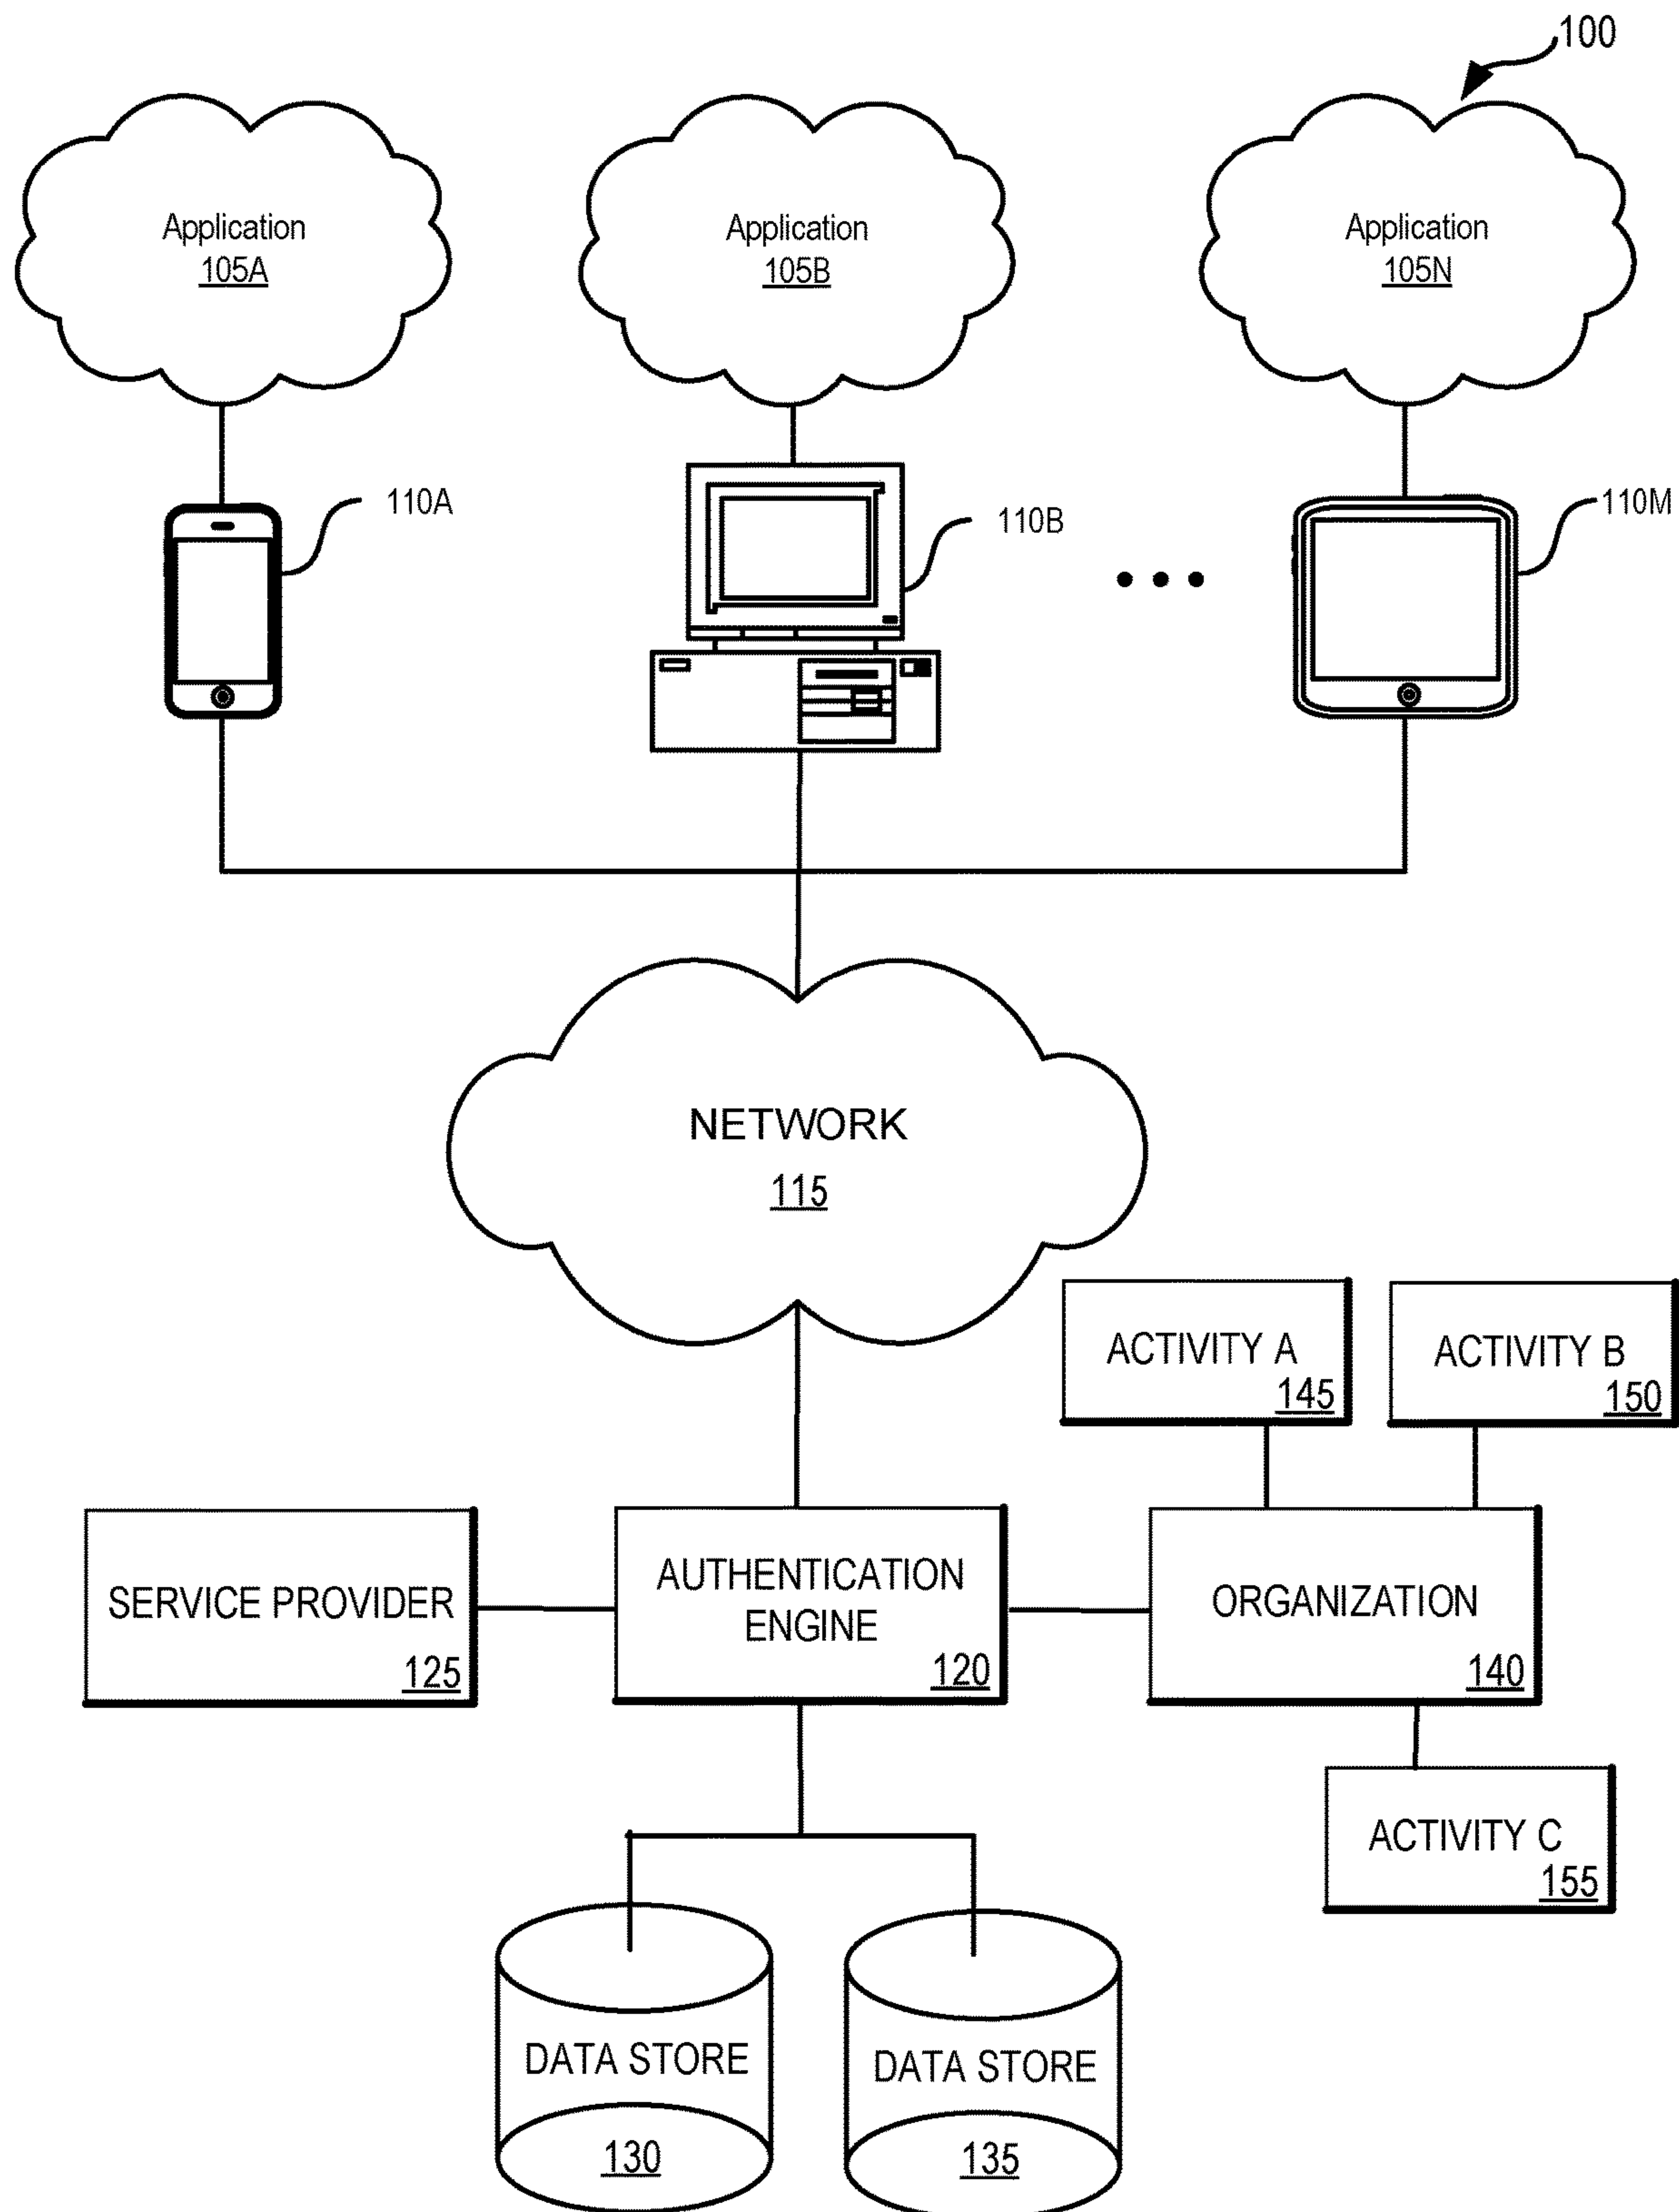 100
Application
105A
Application
105B
Application
105N
110A
110B
110M
NETWORK
115
ACTIVITY A
145
ACTIVITY B
150
SERVICE PROVIDER
125
AUTHENTICATION
ENGINE
120
ORGANIZATION
140
ACTIVITY C
155
DATA STORE
130
DATA STORE
135